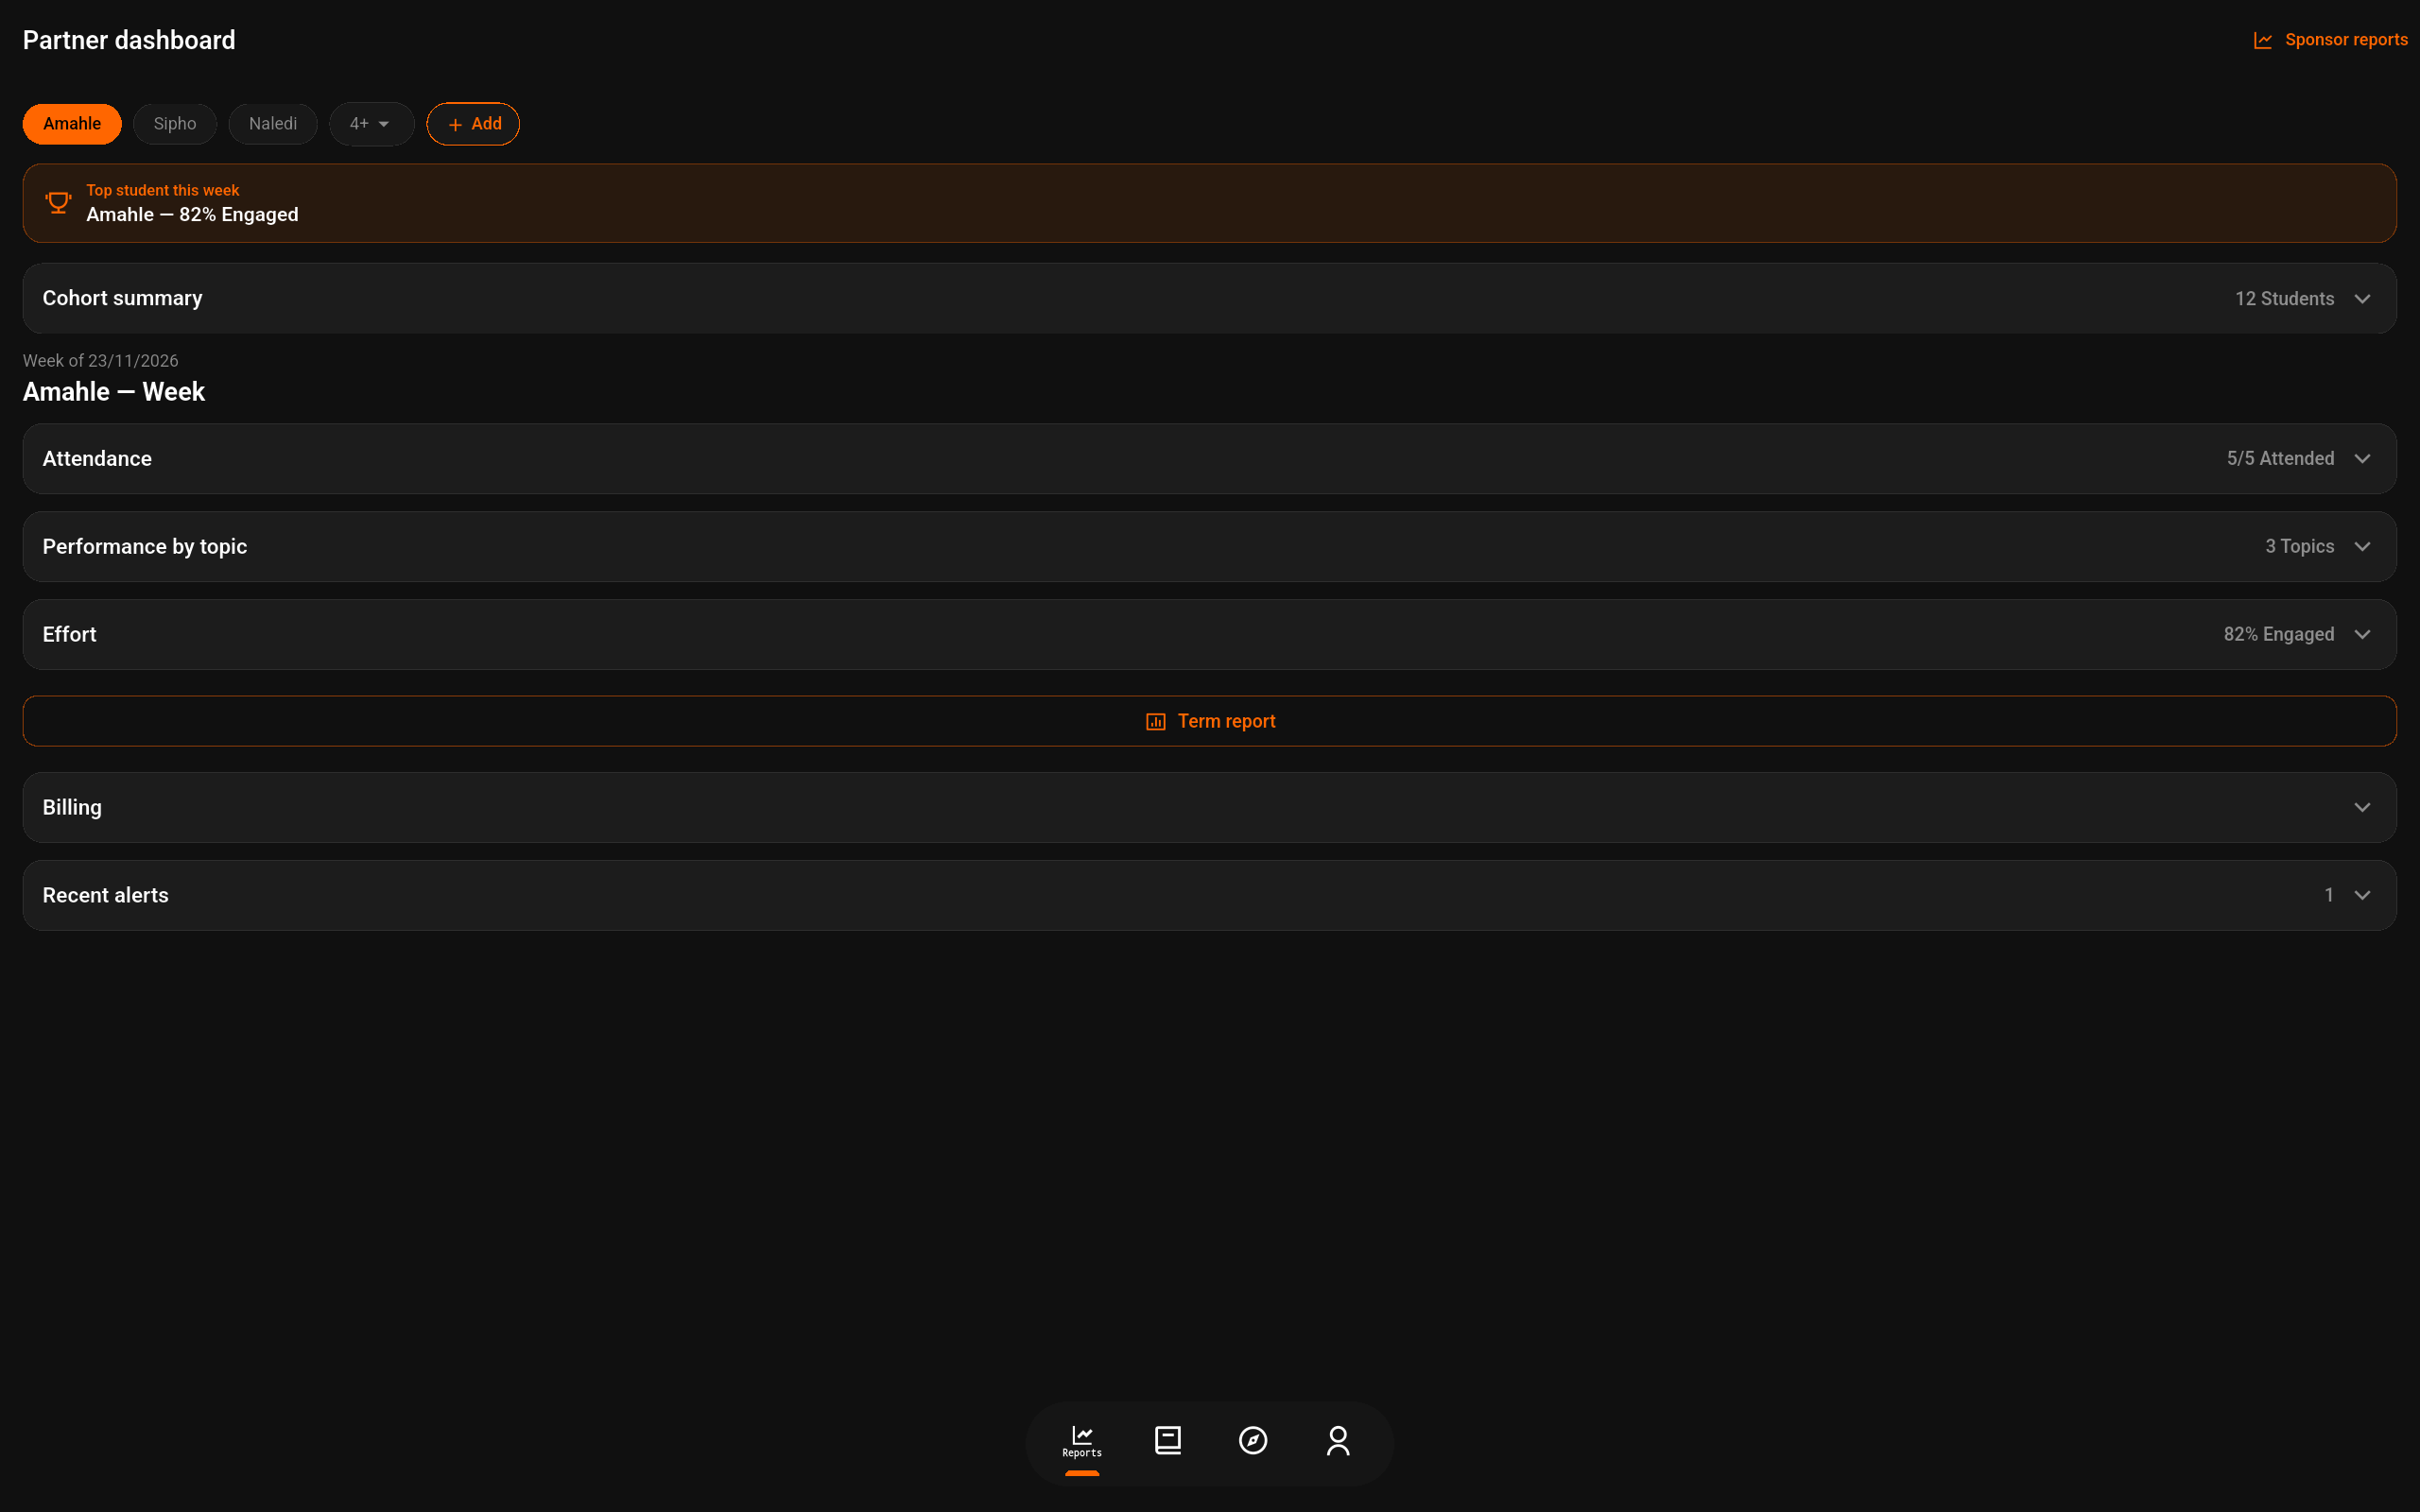 Partner dashboard
Sponsor reports
Amahle
Sipho
Naledi
4+
Add
Top student this week
Amahle — 82% Engaged
Cohort summary
12 Students
Week of 23/11/2026
Amahle — Week
Attendance
5/5 Attended
Performance by topic
3 Topics
Effort
82% Engaged
Term report
Billing
Recent alerts
1
Reports